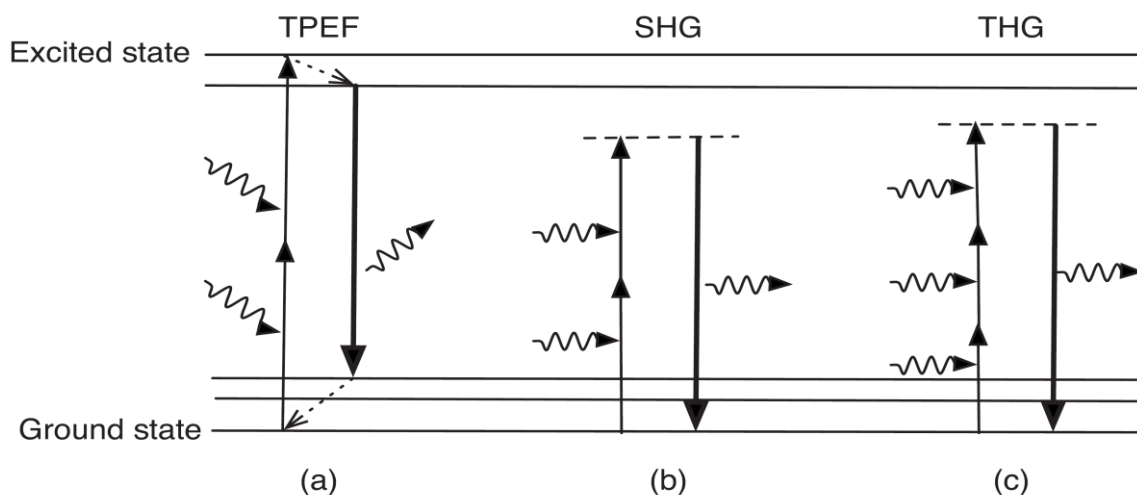 TPEF SHG THG
Excited state
Ground state
(a) (b) (c)